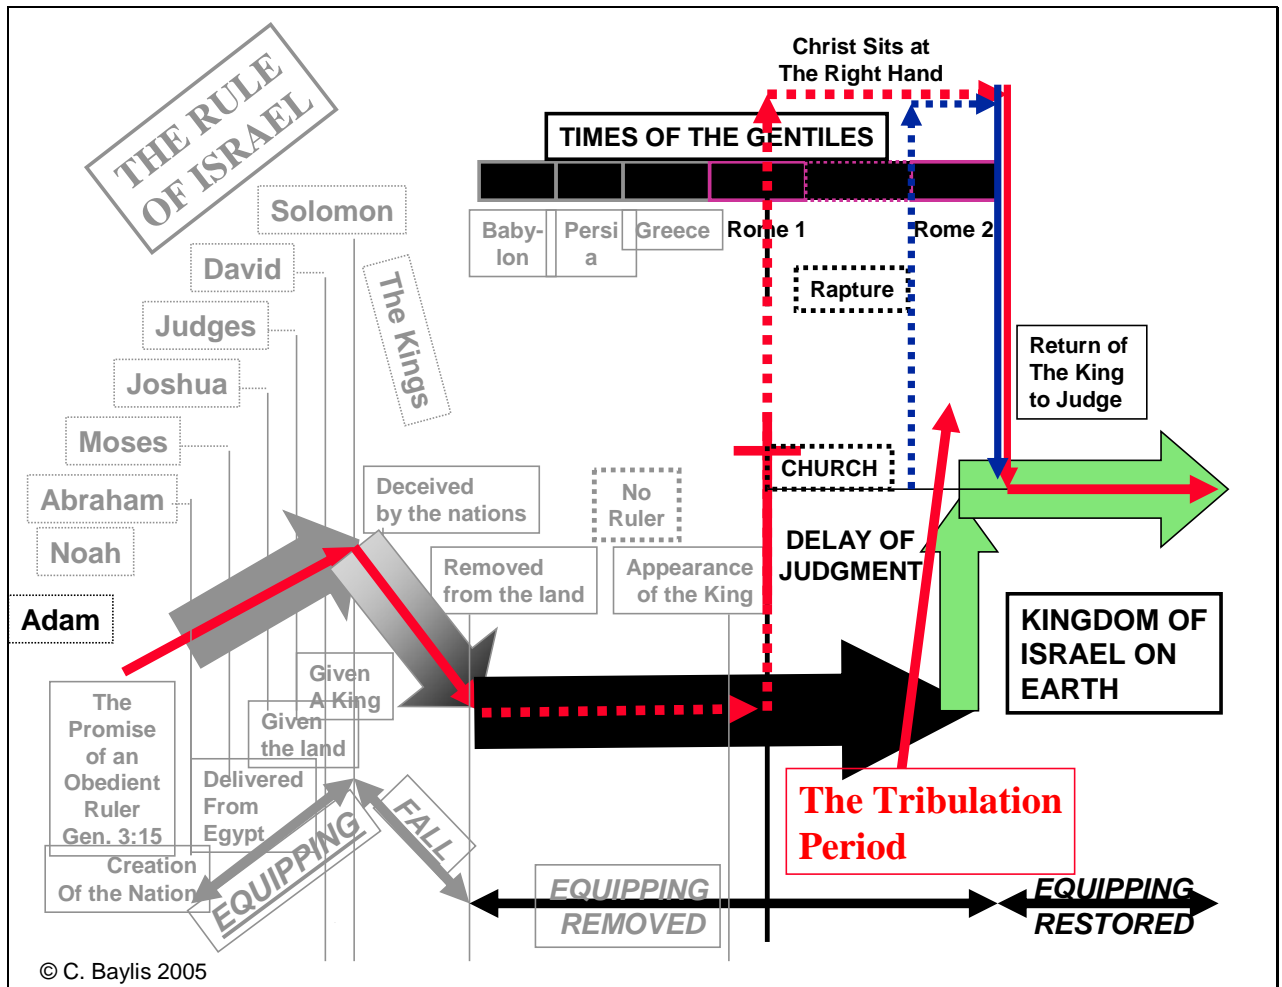 THE RULE
OF ISRAEL
Christ Sits at
The Right Hand
TIMES OF THE GENTILES
Baby-
lon
Persi
a
Greece
Rome 1
Rome 2
Solomon
David
Judges
Joshua
Moses
Abraham
Noah
Adam
The Kings
Rapture
Return of
The King
to Judge
CHURCH
Deceived
by the nations
No
Ruler
Removed
from the land
Appearance
of the King
DELAY OF
JUDGMENT
KINGDOM OF
ISRAEL ON
EARTH
Given
A King
Given
the land
The
Promise
of an
Obedient
Ruler
Gen. 3:15
Delivered
From
Egypt
Creation
Of the Nation
EQUIPPING
FALL
The Tribulation
Period
EQUIPPING
REMOVED
EQUIPPING
RESTORED
© C. Baylis 2005